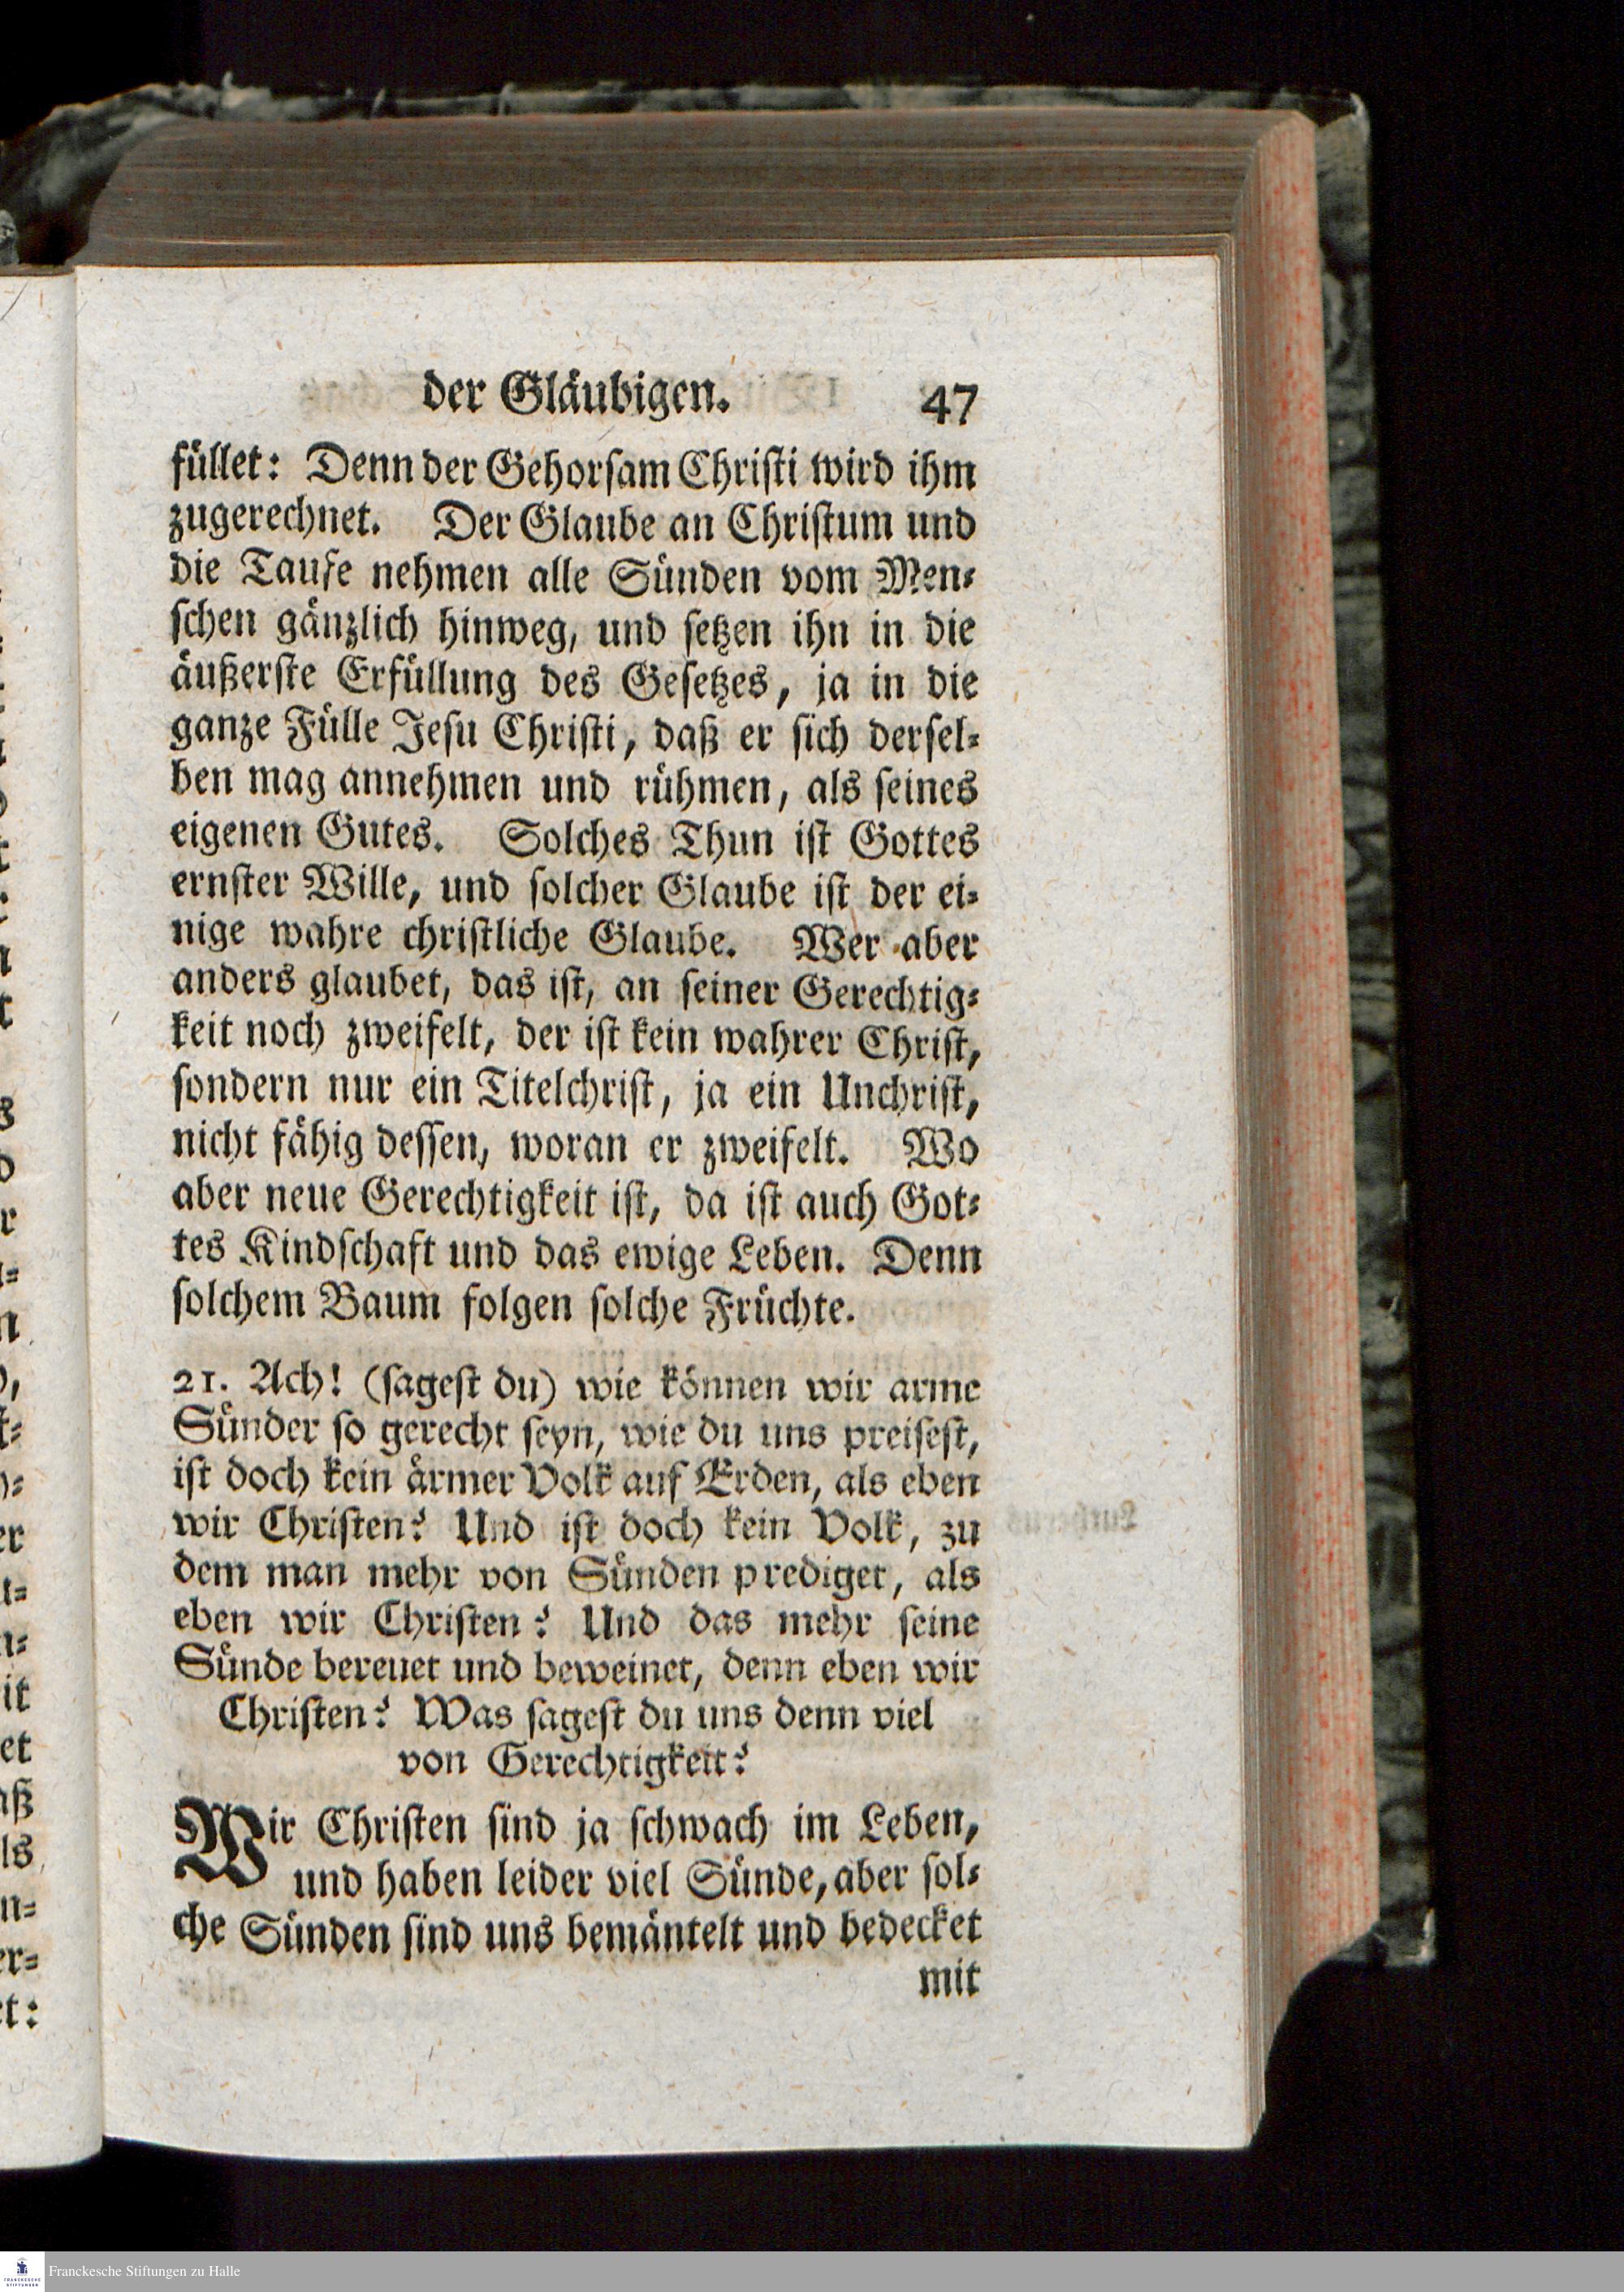 der Gläubigen. 47
füllet: Denn der Gehorsam Christi wird ihm
zugerechnet. Der Glaube an Christum und
die Taufe nehmen alle Sünden vom Men-
schen gänzlich hinweg, und setzen ihn in die
äußerste Erfüllung des Gesetzes, ja in die
ganze Fülle Jesu Christi, daß er sich dersel-
ben mag annehmen und rühmen, als seines
eigenen Gutes. Solches Thun ist Gottes
ernster Wille, und solcher Glaube ist der ei-
nige wahre christliche Glaube. Wer aber
anders glaubet, das ist, an seiner Gerechtig-
keit noch zweifelt, der ist kein wahrer Christ,
sondern nur ein Titelchrist, ja ein Unchrist,
nicht fähig dessen, woran er zweifelt. Wo
aber neue Gerechtigkeit ist, da ist auch Got-
tes Kindschaft und das ewige Leben. Denn
solchem Baum folgen solche Früchte.
21. Ach! (sagest du) wie können wir arme
Sünder so gerecht seyn, wie du uns preisest,
ist doch kein ärmer Volk auf Erden, als eben
wir Christen? Und ist doch kein Volk, zu
dem man mehr von Sünden prediget, als
eben wir Christen? Und das mehr seine
Sünde bereuet und beweinet, denn eben wir
Christen? Was sagest du uns denn viel
von Gerechtigkeit?
Wir Christen sind ja schwach im Leben,
und haben leider viel Sünde, aber sol-
che Sünden sind uns bemäntelt und bedecket
mit
Franckesche Stiftungen zu Halle